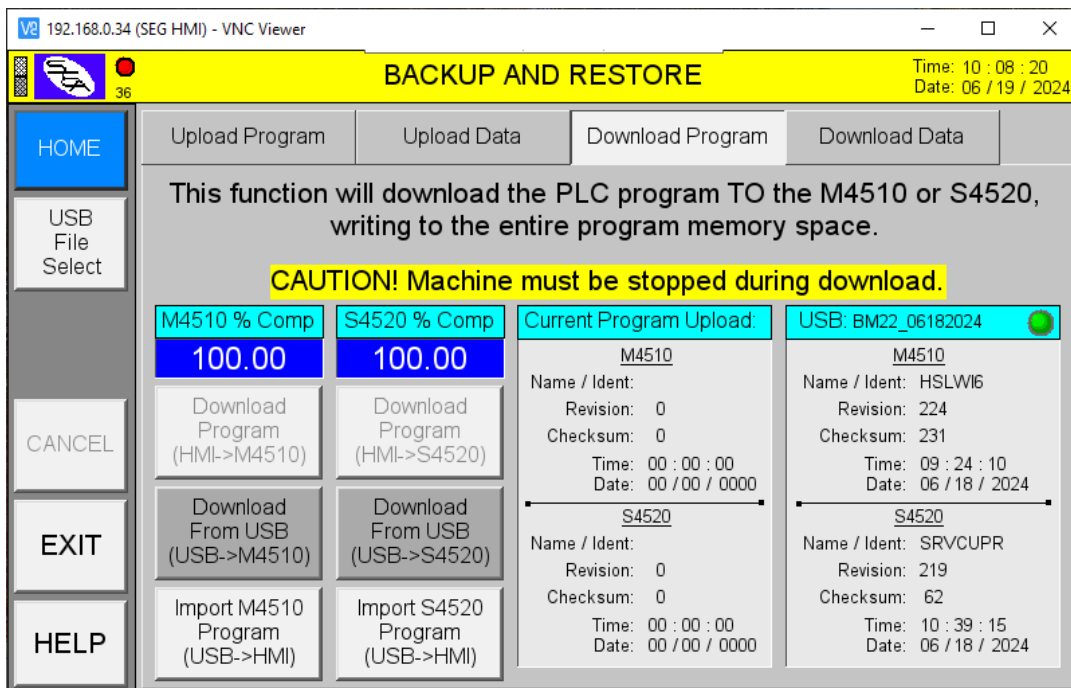 192.168.0.34 (SEG HMI) - VNC Viewer
36
BACKUP AND RESTORE
Time: 10 : 08 : 20
Date: 06 / 19 / 2024
HOME
USB
File
Select
CANCEL
EXIT
HELP
Upload Program
Upload Data
Download Program
Download Data
This function will download the PLC program TO the M4510 or S4520,
writing to the entire program memory space.
CAUTION! Machine must be stopped during download.
M4510 % Comp
100.00
Download
Program
(HMI->M4510)
Download
From USB
(USB->M4510)
Import M4510
Program
(USB->HMI)
S4520 % Comp
100.00
Download
Program
(HMI->S4520)
Download
From USB
(USB->S4520)
Import S4520
Program
(USB->HMI)
Current Program Upload:
M4510
Name / Ident:
Revision: 0
Checksum: 0
Time: 00 : 00 : 00
Date: 00 / 00 / 0000
S4520
Name / Ident:
Revision: 0
Checksum: 0
Time: 00 : 00 : 00
Date: 00 / 00 / 0000
USB: BM22_06182024
M4510
Name / Ident: HSLWI6
Revision: 224
Checksum: 231
Time: 09 : 24 : 10
Date: 06 / 18 / 2024
S4520
Name / Ident: SRVCUPR
Revision: 219
Checksum: 62
Time: 10 : 39 : 15
Date: 06 / 18 / 2024